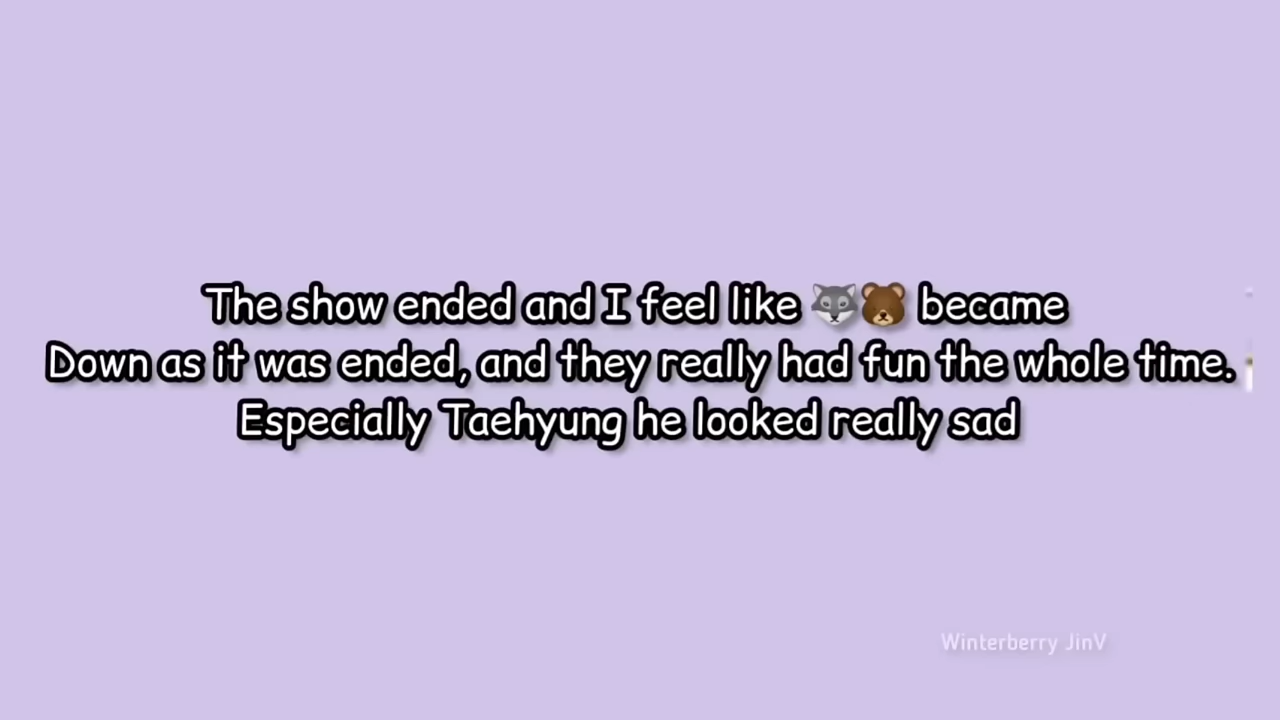 The show ended and I feel like 🐺🐻 became
Down as it was ended, and they really had fun the whole time.
Especially Taehyung he looked really sad
Winterberry JinV